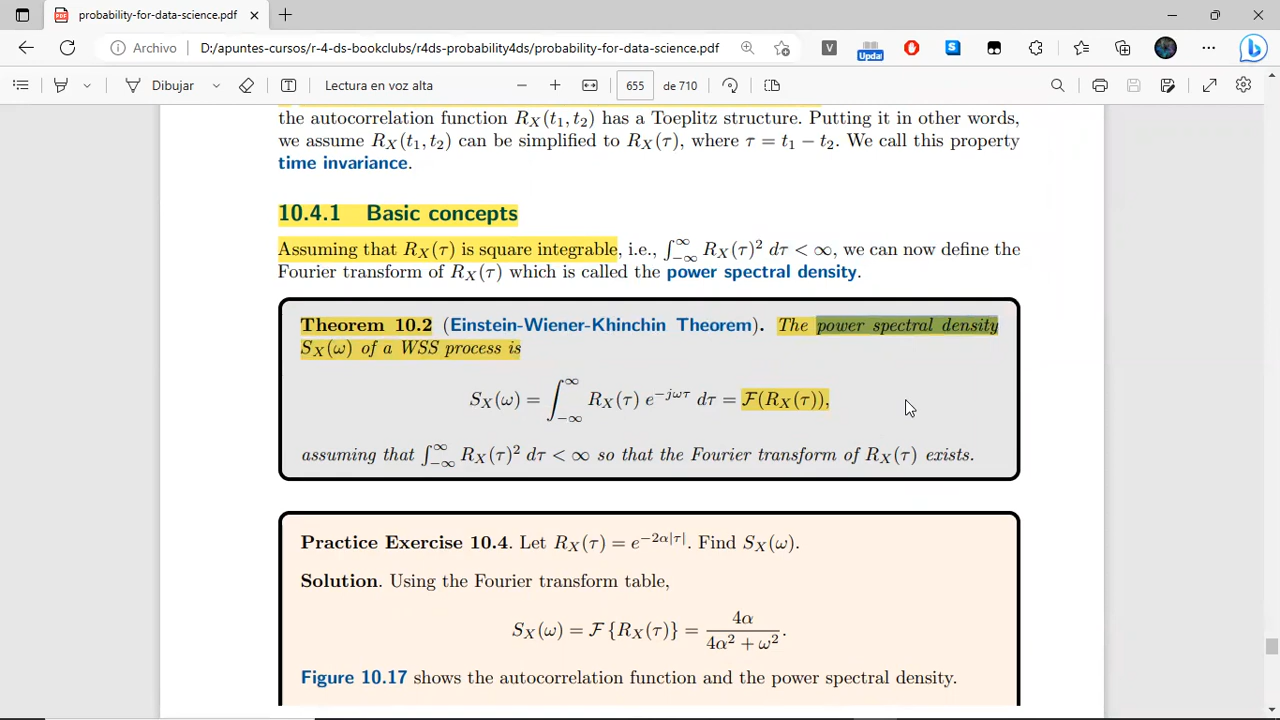 probability-for-data-science.pdf
Archivo D:/apuntes-cursos/r-4-ds-bookclubs/r4ds-probability4ds/probability-for-data-science.pdf
V Updat S
Dibujar Lectura en voz alta 655 de 710
the autocorrelation function R_X(t_1, t_2) has a Toeplitz structure. Putting it in other words,
we assume R_X(t_1, t_2) can be simplified to R_X(τ), where τ = t_1 − t_2. We call this property
time invariance.
10.4.1 Basic concepts
Assuming that R_X(τ) is square integrable, i.e., ∫_{−∞}^{∞} R_X(τ)^2 dτ < ∞, we can now define the
Fourier transform of R_X(τ) which is called the power spectral density.
Theorem 10.2 (Einstein-Wiener-Khinchin Theorem). The power spectral density
S_X(ω) of a WSS process is
S_X(ω) = ∫_{−∞}^{∞} R_X(τ) e^{−jωτ} dτ = F(R_X(τ)),
assuming that ∫_{−∞}^{∞} R_X(τ)^2 dτ < ∞ so that the Fourier transform of R_X(τ) exists.
Practice Exercise 10.4. Let R_X(τ) = e^{−2α|τ|}. Find S_X(ω).
Solution. Using the Fourier transform table,
S_X(ω) = F {R_X(τ)} = 4α / (4α^2 + ω^2).
Figure 10.17 shows the autocorrelation function and the power spectral density.